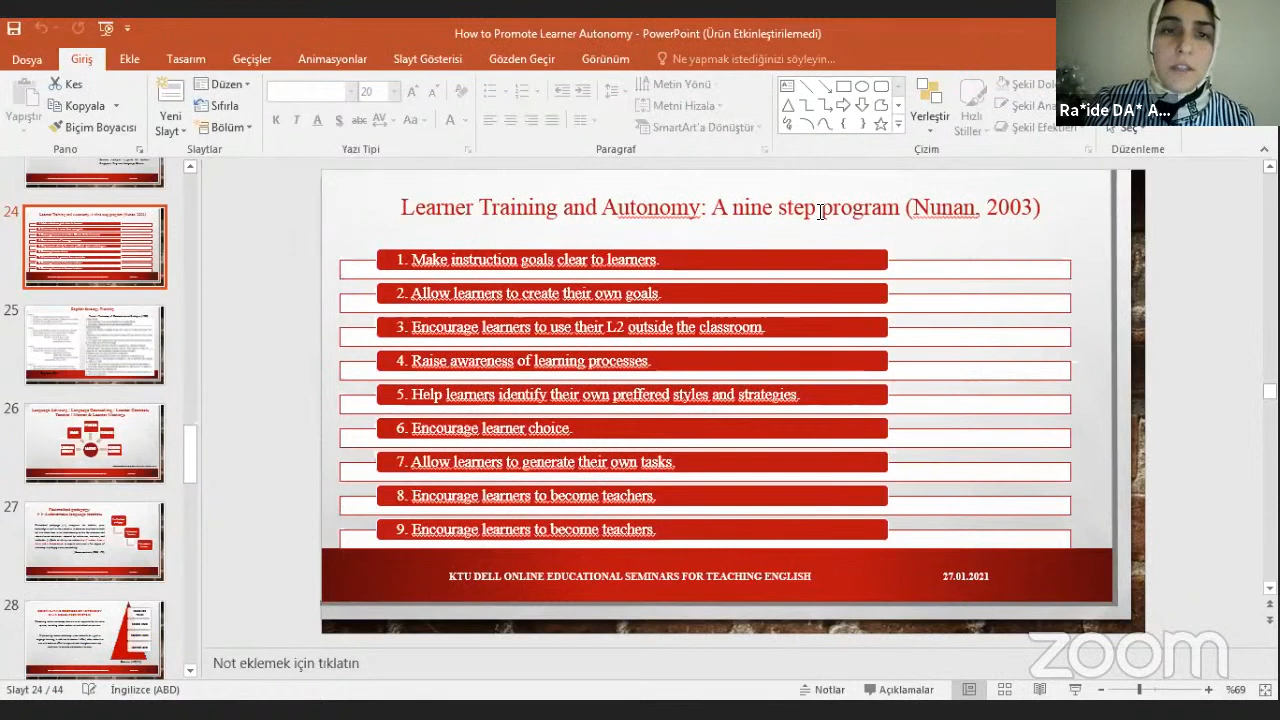 How to Promote Learner Autonomy - PowerPoint (Ürün Etkinleştirilemedi)
Dosya Giriş Ekle Tasarım Geçişler Animasyonlar Slayt Gösterisi Gözden Geçir Görünüm Ne yapmak istediğinizi söyleyin...
Ra*ide DA* A...
Yapıştır
Kes
Kopyala
Biçim Boyacısı
Pano
Yeni
Slayt
Düzen
Sıfırla
Bölüm
Slaytlar
20
K T A S abc AV Aa A
Yazı Tipi
Metin Yönü
Metni Hizala
SmartArt'a Dönüştür
Paragraf
Yerleştir
Hızlı
Stiller
Şekil Dol
Şekil Ana
Şekil Efektleri
Çizim
Seç
Düzenleme
24
25
26
27
28
Learner Training and Autonomy: A nine step program (Nunan, 2003)
1. Make instruction goals clear to learners.
2. Allow learners to create their own goals.
3. Encourage learners to use their L2 outside the classroom.
4. Raise awareness of learning processes.
5. Help learners identify their own preffered styles and strategies.
6. Encourage learner choice.
7. Allow learners to generate their own tasks.
8. Encourage learners to become teachers.
9. Encourage learners to become teachers.
KTU DELL ONLINE EDUCATIONAL SEMINARS FOR TEACHING ENGLISH 27.01.2021
zoom
Not eklemek için tıklatın
Slayt 24 / 44 İngilizce (ABD) Notlar Açıklamalar %69